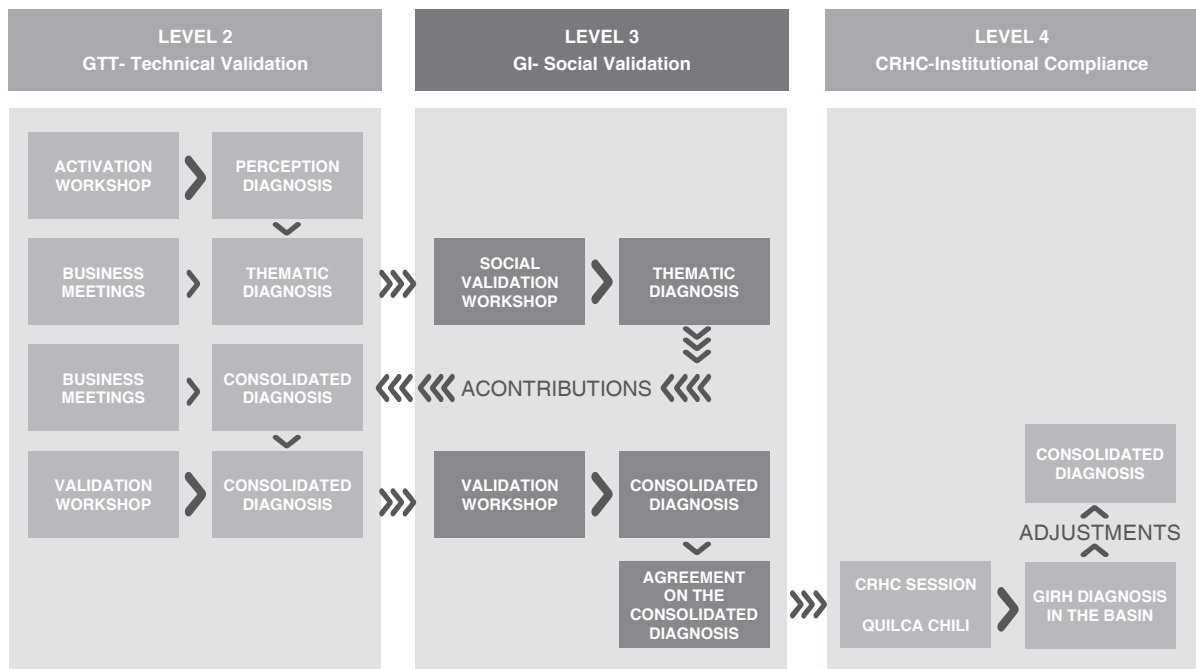 LEVEL 2
GTT- Technical Validation
LEVEL 3
GI- Social Validation
LEVEL 4
CRHC-Institutional Compliance
ACTIVATION
WORKSHOP
PERCEPTION
DIAGNOSIS
BUSINESS
MEETINGS
THEMATIC
DIAGNOSIS
SOCIAL
VALIDATION
WORKSHOP
THEMATIC
DIAGNOSIS
BUSINESS
MEETINGS
CONSOLIDATED
DIAGNOSIS
ACONTRIBUTIONS
VALIDATION
WORKSHOP
CONSOLIDATED
DIAGNOSIS
VALIDATION
WORKSHOP
CONSOLIDATED
DIAGNOSIS
AGREEMENT
ON THE
CONSOLIDATED
DIAGNOSIS
CONSOLIDATED
DIAGNOSIS
ADJUSTMENTS
CRHC SESSION
QUILCA CHILI
GIRH DIAGNOSIS
IN THE BASIN